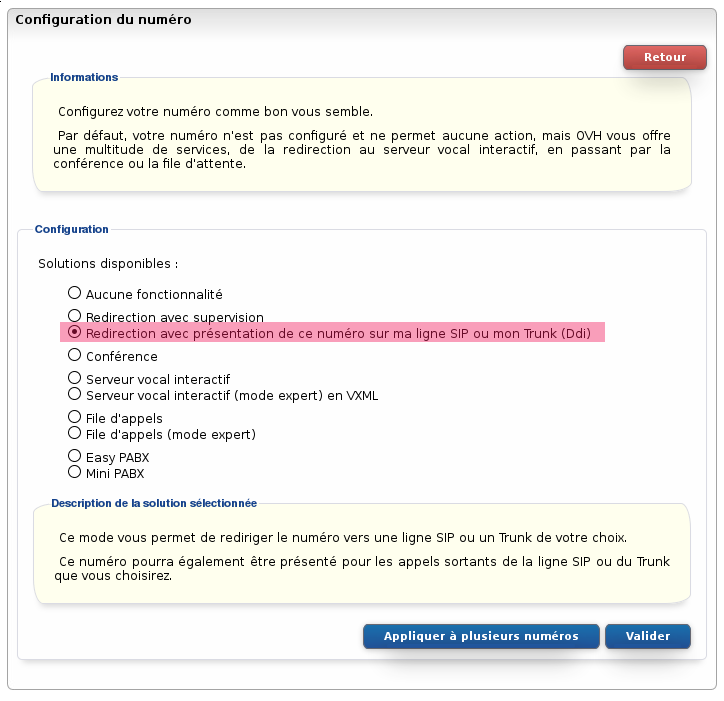 Configuration du numéro
Retour
Informations
Configurez votre numéro comme bon vous semble.
Par défaut, votre numéro n'est pas configuré et ne permet aucune action, mais OVH vous offre
une multitude de services, de la redirection au serveur vocal interactif, en passant par la
conférence ou la file d'attente.
Configuration
Solutions disponibles :
Aucune fonctionnalité
Redirection avec supervision
Redirection avec présentation de ce numéro sur ma ligne SIP ou mon Trunk (Ddi)
Conférence
Serveur vocal interactif
Serveur vocal interactif (mode expert) en VXML
File d'appels
File d'appels (mode expert)
Easy PABX
Mini PABX
Description de la solution sélectionnée
Ce mode vous permet de rediriger le numéro vers une ligne SIP ou un Trunk de votre choix.
Ce numéro pourra également être présenté pour les appels sortants de la ligne SIP ou du Trunk
que vous choisirez.
Appliquer à plusieurs numéros
Valider